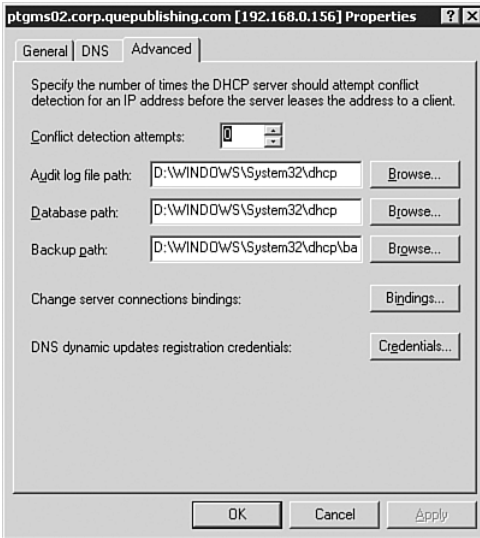 ptgms02.corp.quepublishing.com [192.168.0.156] Properties
General DNS Advanced
Specify the number of times the DHCP server should attempt conflict
detection for an IP address before the server leases the address to a client.
Conflict detection attempts: 0
Audit log file path: D:\WINDOWS\System32\dhcp Browse...
Database path: D:\WINDOWS\System32\dhcp Browse...
Backup path: D:\WINDOWS\System32\dhcp\ba Browse...
Change server connections bindings: Bindings...
DNS dynamic updates registration credentials: Credentials...
OK Cancel Apply